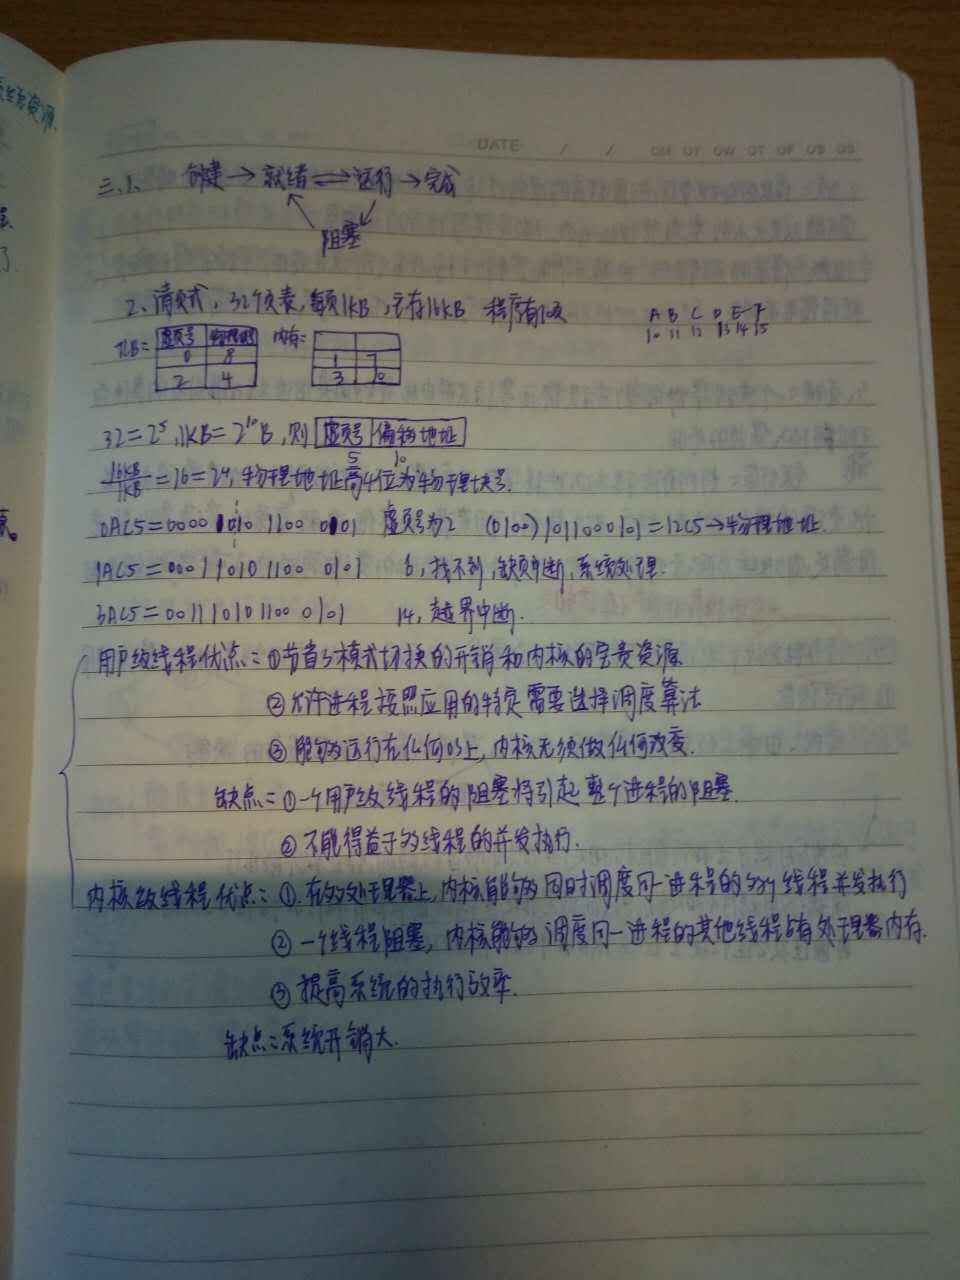 DATE / /
三、1、 创建→就绪⇌运行→完成
阻塞
2、请页式，32个页表，每页1KB，主存16KB 程序有10页
A B C D E F
10 11 12 13 14 15
TLB= 虚页号 内存:
0 8 1 7
2 4 3 10
32=2⁵,1KB=2¹⁰B,则 虚页号 偏移地址
5 10
16KB/1KB=16=2⁴,物理地址高4位为物理块号.
0AC5=0000 1010 1100 0101 虚页号为2 (0100)1011000101=12C5→物理地址
1AC5=0001 1010 1100 0101 6,找不到,缺页中断,系统处理.
3AC5=0011 1010 1100 0101 14,越界中断.
用户级线程优点：①节省了模式切换的开销和内核的宝贵资源
②允许进程按照应用的特定需要选择调度算法
③能够运行在任何OS上,内核无须做任何改变.
缺点：①一个用户级线程的阻塞将引起整个进程的阻塞.
②不能得益于多线程的并发执行.
内核级线程优点：①.在多处理器上,内核能够同时调度同一进程的多个线程并发执行
②一个线程阻塞,内核能够调度同一进程的其他线程占有处理器内存.
③提高系统的执行效率.
缺点：系统开销大.